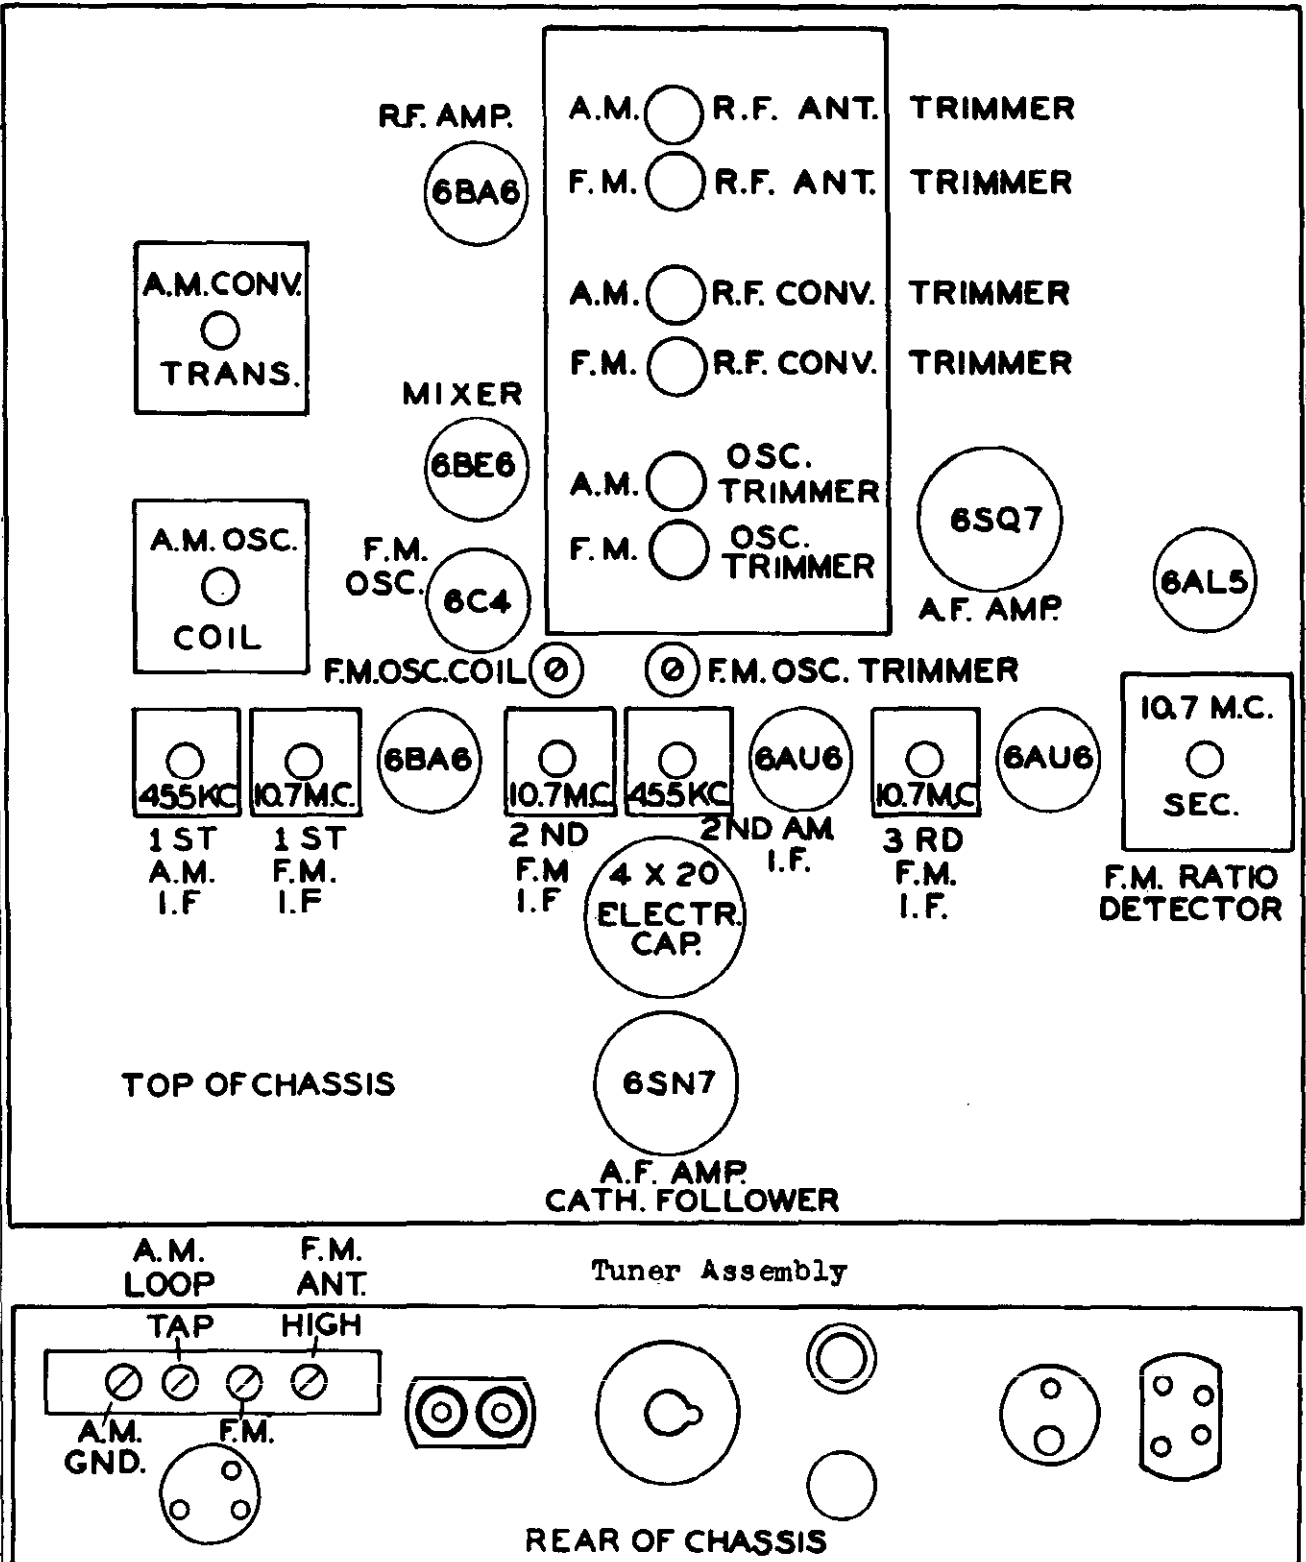 A.M. R.F. ANT. TRIMMER
R.F. AMP.
6BA6
F.M. R.F. ANT. TRIMMER
A.M. CONV.
TRANS.
A.M. R.F. CONV. TRIMMER
F.M. R.F. CONV. TRIMMER
MIXER
6BE6
A.M. OSC.
TRIMMER
F.M. OSC.
TRIMMER
6SQ7
A.F. AMP.
A.M. OSC.
COIL
F.M.
OSC.
6C4
6AL5
F.M. OSC. COIL
F.M. OSC. TRIMMER
455KC
1 ST
A.M.
I.F
10.7 M.C.
1 ST
F.M.
I.F
6BA6
10.7 M.C
2 ND
F.M
I.F
455KC
2ND AM
I.F.
6AU6
10.7 M.C
3 RD
F.M.
I.F.
6AU6
10.7 M.C.
SEC.
F.M. RATIO
DETECTOR
4 X 20
ELECTR.
CAP.
TOP OF CHASSIS
6SN7
A.F. AMP.
CATH. FOLLOWER
Tuner Assembly
A.M.
LOOP
TAP
F.M.
ANT.
HIGH
A.M.
GND.
F.M.
REAR OF CHASSIS